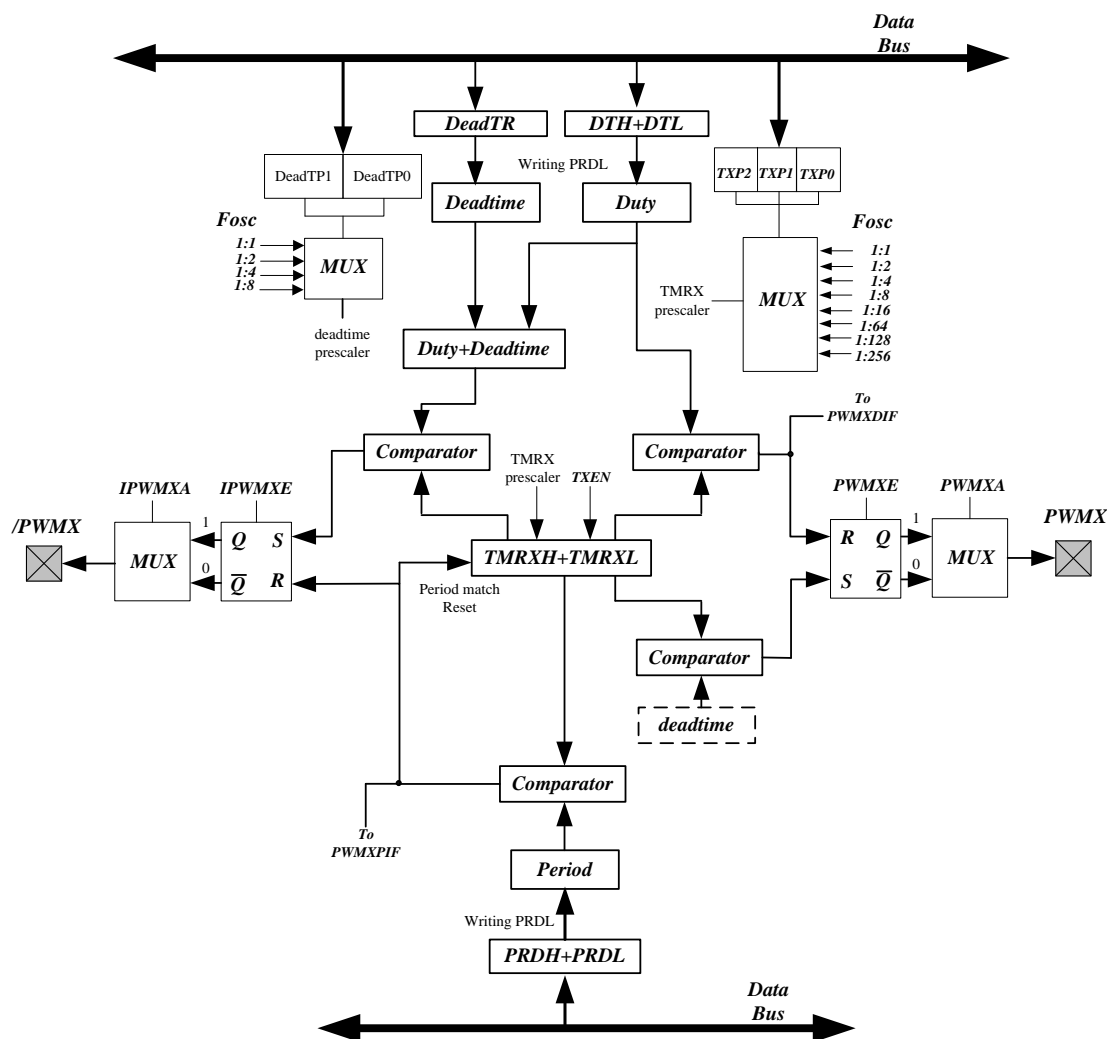 Data
Bus
DeadTR
DTH+DTL
Writing PRDL
DeadTP1
DeadTP0
TXP2
TXP1
TXP0
Deadtime
Duty
Fosc
1:1
1:2
1:4
1:8
MUX
deadtime
prescaler
Fosc
1:1
1:2
1:4
1:8
1:16
1:64
1:128
1:256
MUX
TMRX
prescaler
Duty+Deadtime
To
PWMXDIF
Comparator
Comparator
TMRX
prescaler
TXEN
IPWMXA
IPWMXE
PWMXE
PWMXA
/PWMX
PWMX
MUX
1
0
Q
S
Q
R
TMRXH+TMRXL
Period match
Reset
R
Q
S
Q
1
0
MUX
Comparator
deadtime
Comparator
To
PWMXPIF
Period
Writing PRDL
PRDH+PRDL
Data
Bus